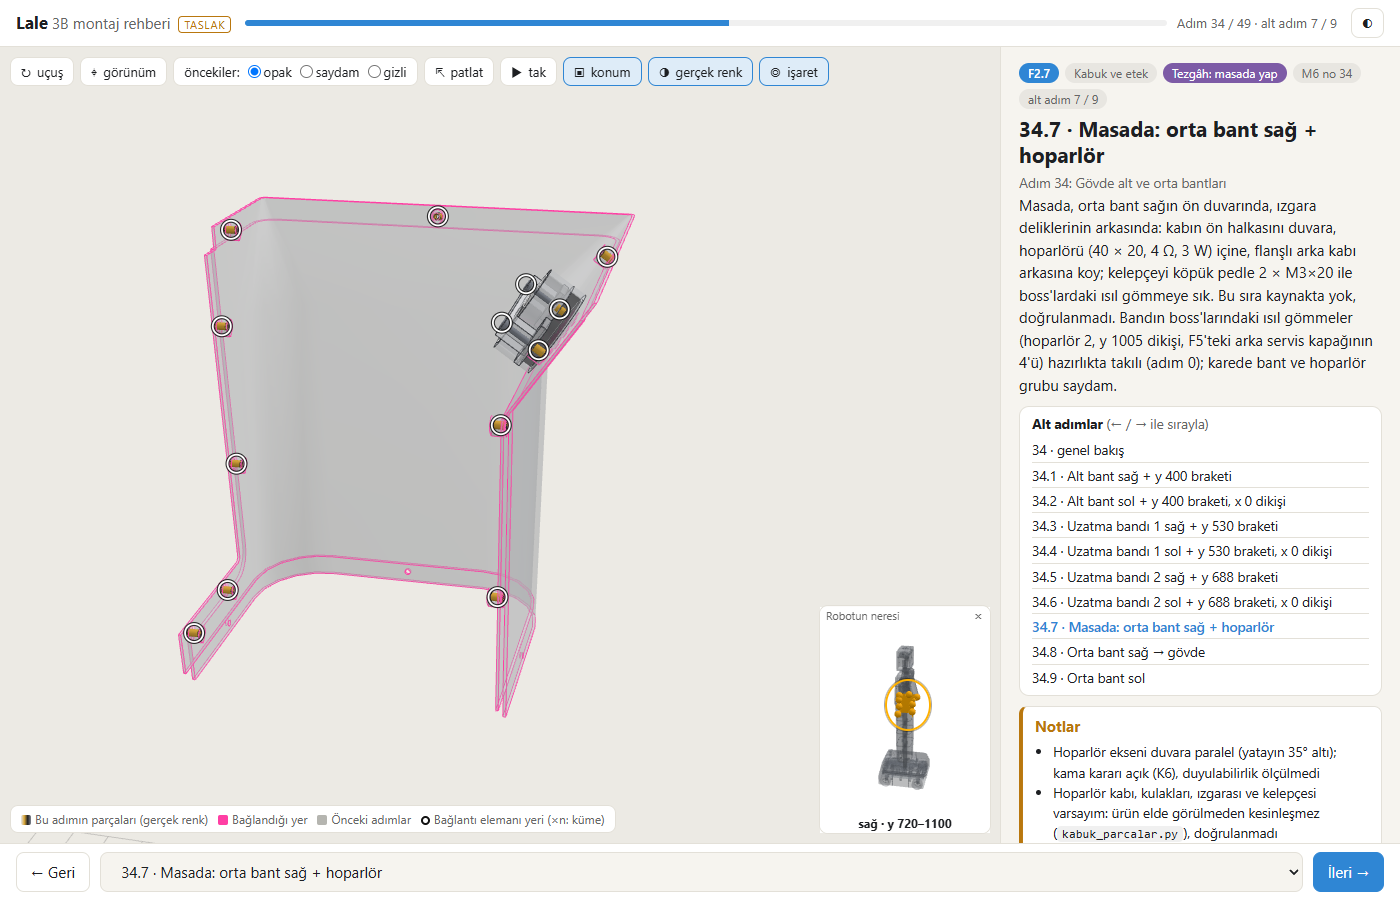 Lale 3B montaj rehberi TASLAK
Adım 34 / 49 · alt adım 7 / 9
↻ uçuş
⌖ görünüm
öncekiler: opak saydam gizli
⇱ patlat
▶ tak
▣ konum
◑ gerçek renk
◎ işaret
F2.7 Kabuk ve etek Tezgâh: masada yap M6 no 34
alt adım 7 / 9
34.7 · Masada: orta bant sağ +
hoparlör
Adım 34: Gövde alt ve orta bantları
Masada, orta bant sağın ön duvarında, ızgara
deliklerinin arkasında: kabın ön halkasını duvara,
hoparlörü (40 × 20, 4 Ω, 3 W) içine, flanşlı arka kabı
arkasına koy; kelepçeyi köpük pedle 2 × M3×20 ile
boss'lardaki ısıl gömmeye sık. Bu sıra kaynakta yok,
doğrulanmadı. Bandın boss'larındaki ısıl gömmeler
(hoparlör 2, y 1005 dikişi, F5'teki arka servis kapağının
4'ü) hazırlıkta takılı (adım 0); karede bant ve hoparlör
grubu saydam.
Alt adımlar (← / → ile sırayla)
34 · genel bakış
34.1 · Alt bant sağ + y 400 braketi
34.2 · Alt bant sol + y 400 braketi, x 0 dikişi
34.3 · Uzatma bandı 1 sağ + y 530 braketi
34.4 · Uzatma bandı 1 sol + y 530 braketi, x 0 dikişi
34.5 · Uzatma bandı 2 sağ + y 688 braketi
34.6 · Uzatma bandı 2 sol + y 688 braketi, x 0 dikişi
34.7 · Masada: orta bant sağ + hoparlör
34.8 · Orta bant sağ → gövde
34.9 · Orta bant sol
Notlar
• Hoparlör ekseni duvara paralel (yatayın 35° altı);
kama kararı açık (K6), duyulabilirlik ölçülmedi
• Hoparlör kabı, kulakları, ızgarası ve kelepçesi
varsayım: ürün elde görülmeden kesinleşmez
(kabuk_parcalar.py), doğrulanmadı
Robotun neresi ×
sağ · y 720–1100
Bu adımın parçaları (gerçek renk) Bağlandığı yer Önceki adımlar Bağlantı elemanı yeri (×n: küme)
← Geri
34.7 · Masada: orta bant sağ + hoparlör
İleri →